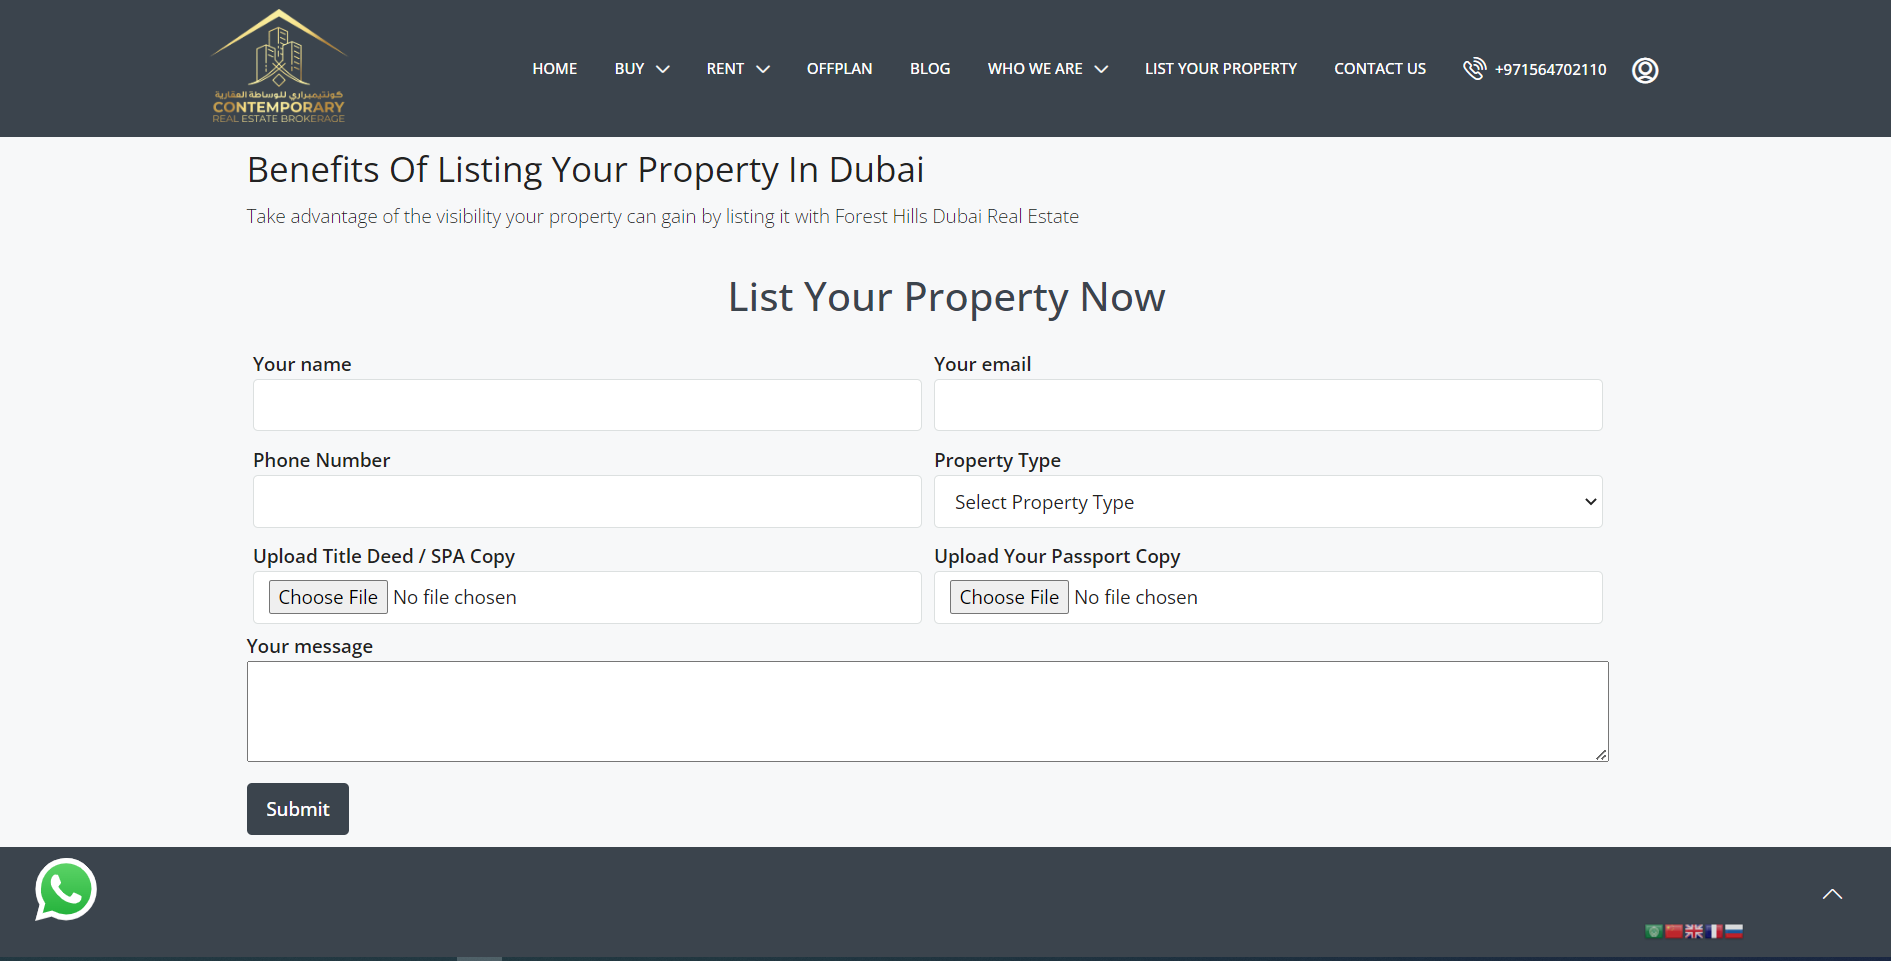 كونتيمبراري للوساطة العقارية
CONTEMPORARY
REAL ESTATE BROKERAGE
HOME BUY RENT OFFPLAN BLOG WHO WE ARE LIST YOUR PROPERTY CONTACT US +971564702110
Benefits Of Listing Your Property In Dubai
Take advantage of the visibility your property can gain by listing it with Forest Hills Dubai Real Estate
List Your Property Now
Your name Your email
Phone Number Property Type
Select Property Type
Upload Title Deed / SPA Copy Upload Your Passport Copy
Choose File No file chosen Choose File No file chosen
Your message
Submit